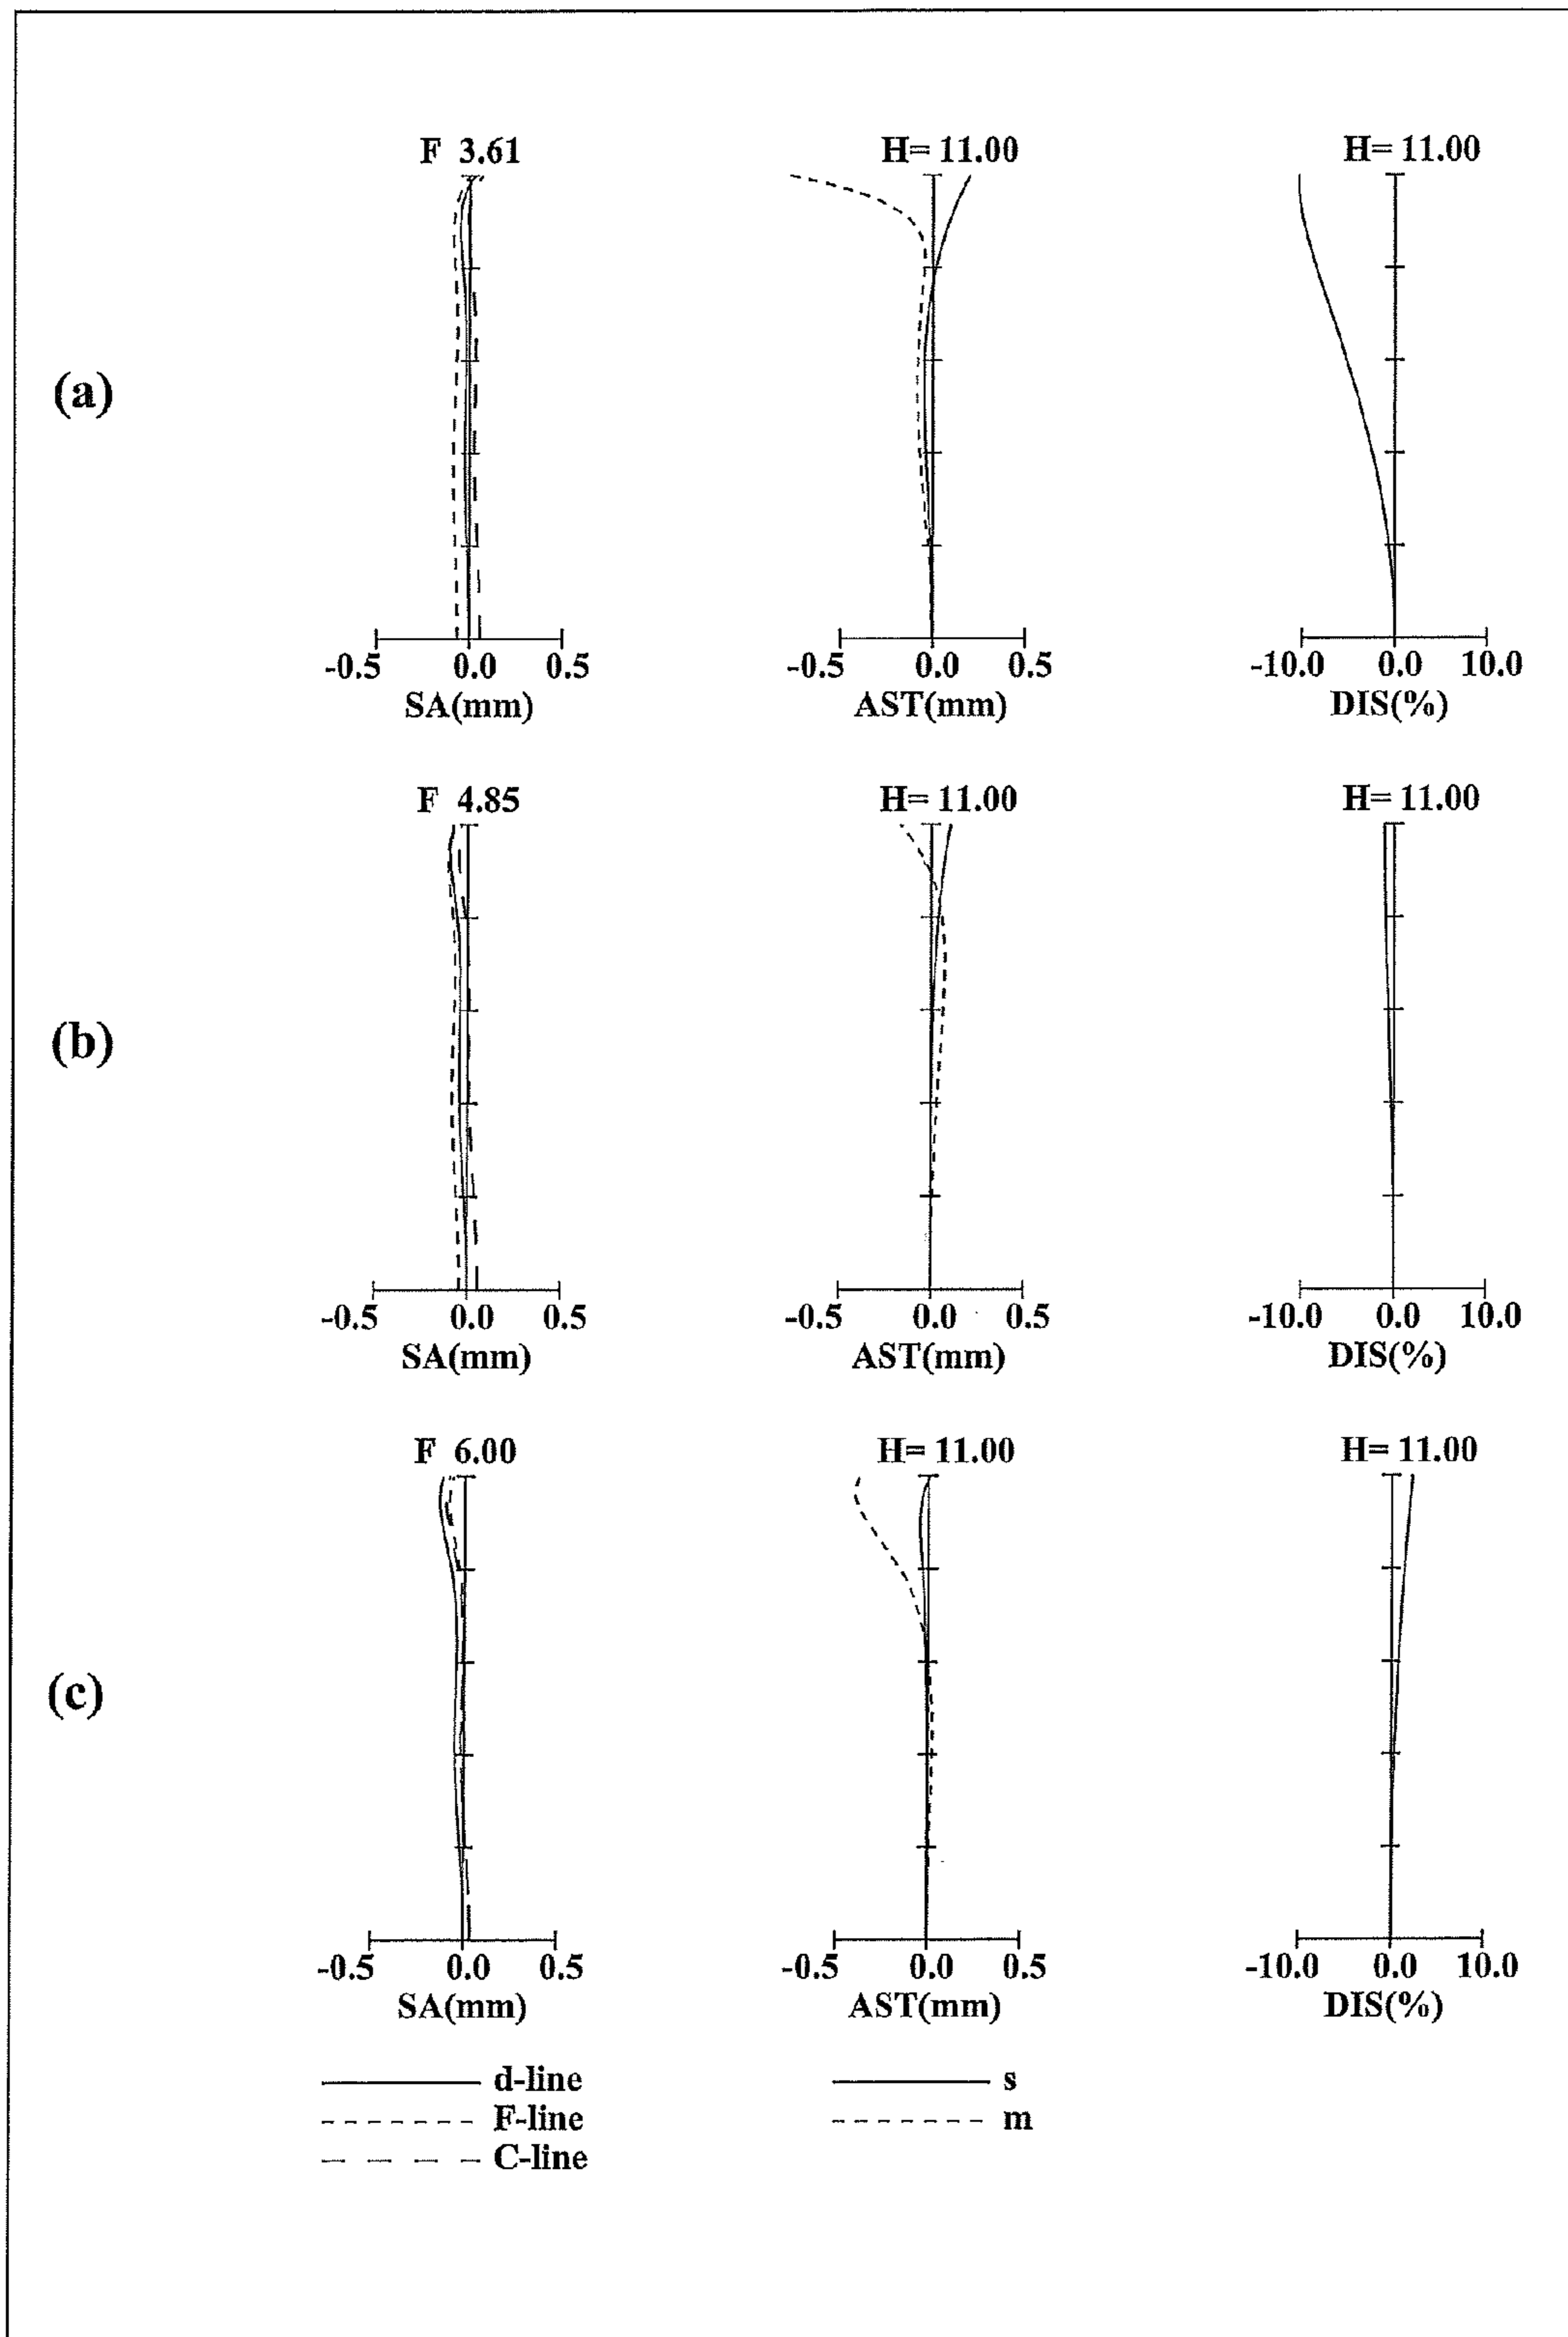 F 3.61 H= 11.00 H= 11.00
(a)
-0.5 0.0 0.5 -0.5 0.0 0.5 -10.0 0.0 10.0
SA(mm) AST(mm) DIS(%)
F 4.85 H= 11.00 H= 11.00
(b)
-0.5 0.0 0.5 -0.5 0.0 0.5 -10.0 0.0 10.0
SA(mm) AST(mm) DIS(%)
F 6.00 H= 11.00 H= 11.00
(c)
-0.5 0.0 0.5 -0.5 0.0 0.5 -10.0 0.0 10.0
SA(mm) AST(mm) DIS(%)
d-line s
F-line m
C-line